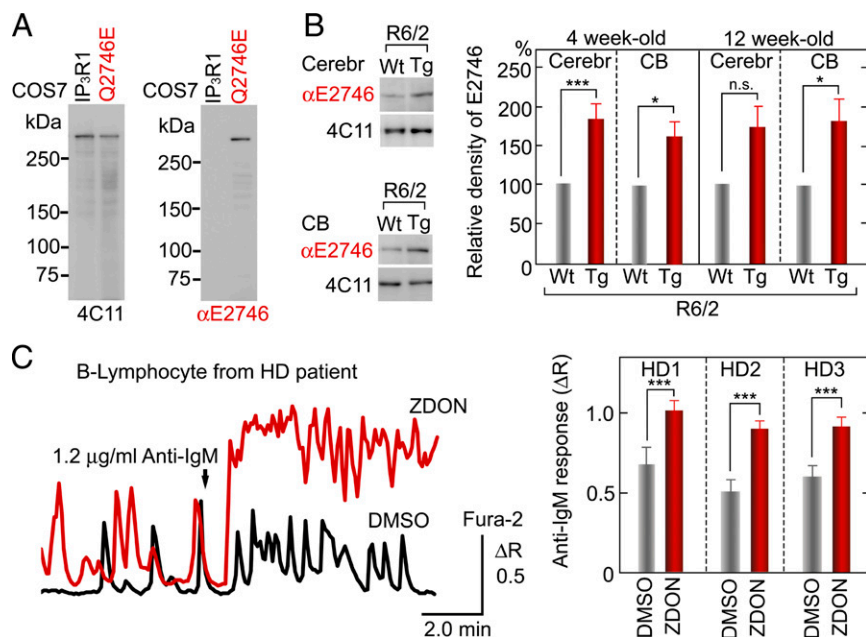 A
COS7
IP₃R1
Q2746E
kDa
250
150
100
75
4C11
COS7
IP₃R1
Q2746E
kDa
250
150
100
75
αE2746
B
R6/2
Cerebr Wt Tg
αE2746
4C11
R6/2
CB Wt Tg
αE2746
4C11
4 week-old 12 week-old
% Cerebr CB Cerebr CB
*** * n.s. *
Relative density of E2746
250
200
150
100
50
0
Wt Tg Wt Tg Wt Tg Wt Tg
R6/2
C
B-Lymphocyte from HD patient
ZDON
1.2 μg/ml Anti-IgM
DMSO
Fura-2
ΔR
0.5
2.0 min
HD1 HD2 HD3
*** *** ***
Anti-IgM response (ΔR)
1.0
0.5
0
DMSO ZDON DMSO ZDON DMSO ZDON